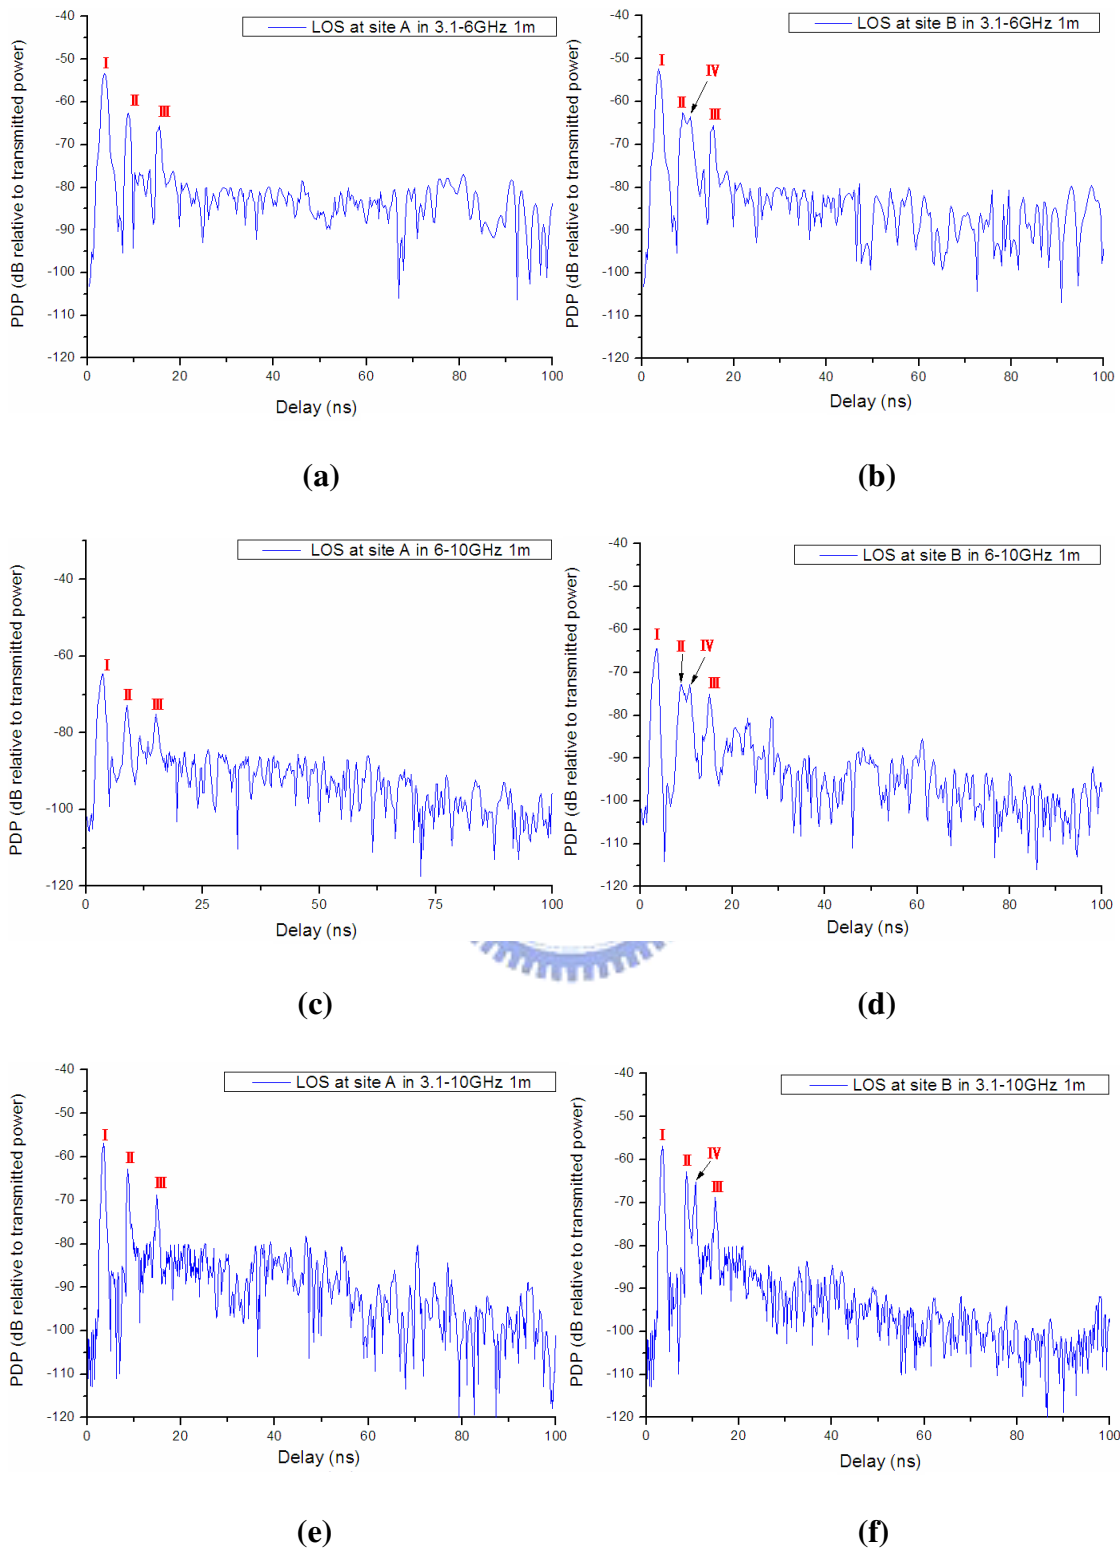 LOS at site A in 3.1-6GHz 1m
PDP (dB relative to transmitted power)
-40
-50
-60
-70
-80
-90
-100
-110
-120
I
II
III
0
20
40
60
80
100
Delay (ns)
(a)
LOS at site B in 3.1-6GHz 1m
PDP (dB relative to transmitted power)
-40
-50
-60
-70
-80
-90
-100
-110
-120
I
II
IV
III
0
20
40
60
80
100
Delay (ns)
(b)
LOS at site A in 6-10GHz 1m
PDP (dB relative to transmitted power)
-40
-60
-80
-100
-120
I
II
III
0
25
50
75
100
Delay (ns)
(c)
LOS at site B in 6-10GHz 1m
PDP (dB relative to transmitted power)
-40
-50
-60
-70
-80
-90
-100
-110
-120
I
II
IV
III
0
20
40
60
80
100
Delay (ns)
(d)
LOS at site A in 3.1-10GHz 1m
PDP (dB relative to transmitted power)
-40
-50
-60
-70
-80
-90
-100
-110
-120
I
II
III
0
20
40
60
80
100
Delay (ns)
(e)
LOS at site B in 3.1-10GHz 1m
PDP (dB relative to transmitted power)
-40
-50
-60
-70
-80
-90
-100
-110
-120
I
II
IV
III
0
20
40
60
80
100
Delay (ns)
(f)